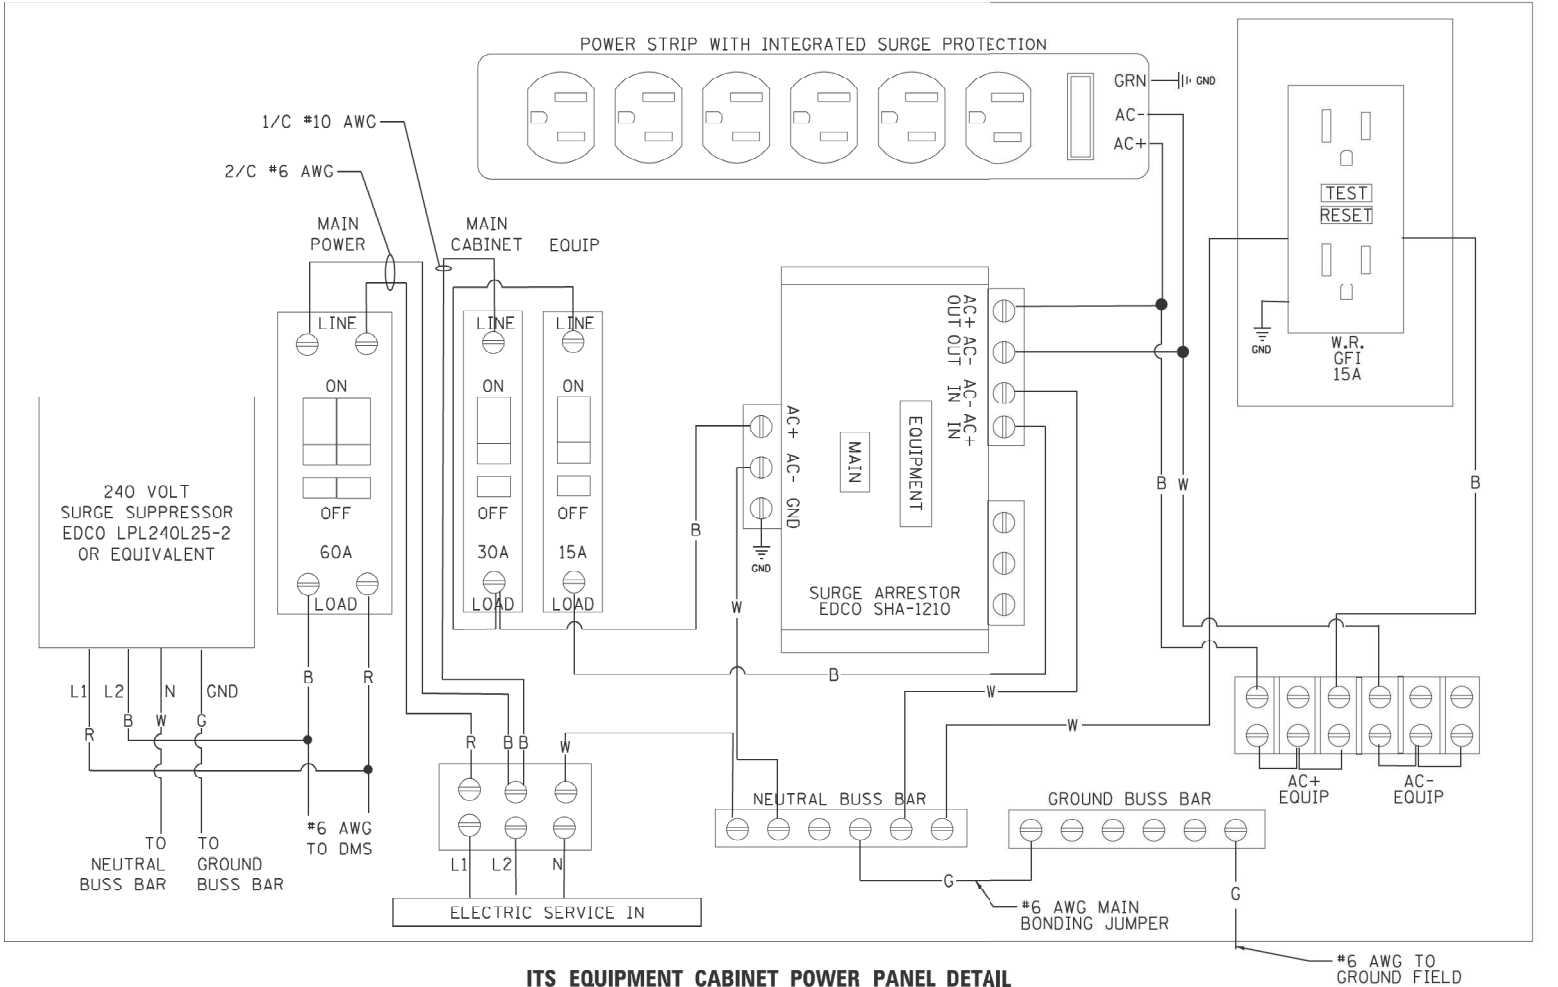 POWER STRIP WITH INTEGRATED SURGE PROTECTION
GRN
GND
AC-
AC+
1/C #10 AWG
2/C #6 AWG
MAIN
POWER
MAIN
CABINET
EQUIP
TEST
RESET
GND
W.R.
GFI
15A
LINE
ON
OFF
60A
LOAD
LINE
ON
OFF
30A
LOAD
LINE
ON
OFF
15A
LOAD
240 VOLT
SURGE SUPPRESSOR
EDCO LPL240L25-2
OR EQUIVALENT
L1
L2
N
GND
R
B
W
G
B
R
TO
NEUTRAL
BUSS BAR
TO
GROUND
BUSS BAR
#6 AWG
TO DMS
AC+
AC-
GND
GND
MAIN
EQUIPMENT
AC+ OUT
AC- OUT
AC- IN
AC+ IN
SURGE ARRESTOR
EDCO SHA-1210
B
W
B
W
W
B
W
B
R
B
B
W
L1
L2
N
ELECTRIC SERVICE IN
NEUTRAL BUSS BAR
GROUND BUSS BAR
G
#6 AWG MAIN
BONDING JUMPER
G
#6 AWG TO
GROUND FIELD
AC+
EQUIP
AC-
EQUIP
ITS EQUIPMENT CABINET POWER PANEL DETAIL